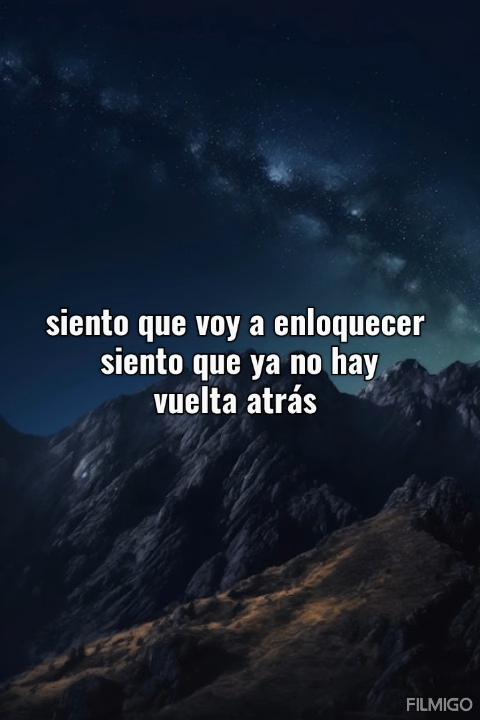 siento que voy a enloquecer
siento que ya no hay
vuelta atrás
FILMIGO